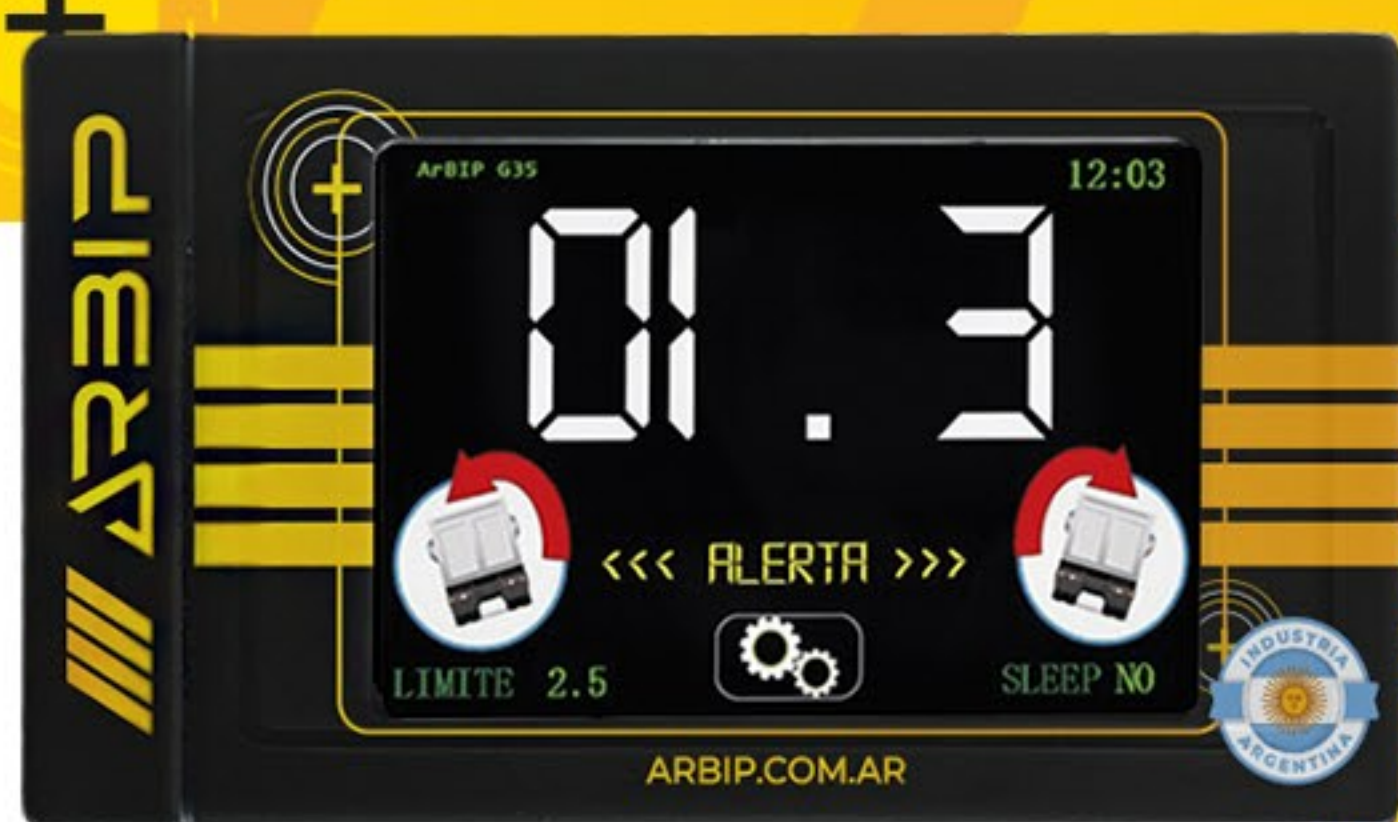 ARBIP
ArBIP G35
12:03
01.3
<<< ALERTA >>>
LIMITE 2.5
SLEEP NO
INDUSTRIA
ARGENTINA
ARBIP.COM.AR